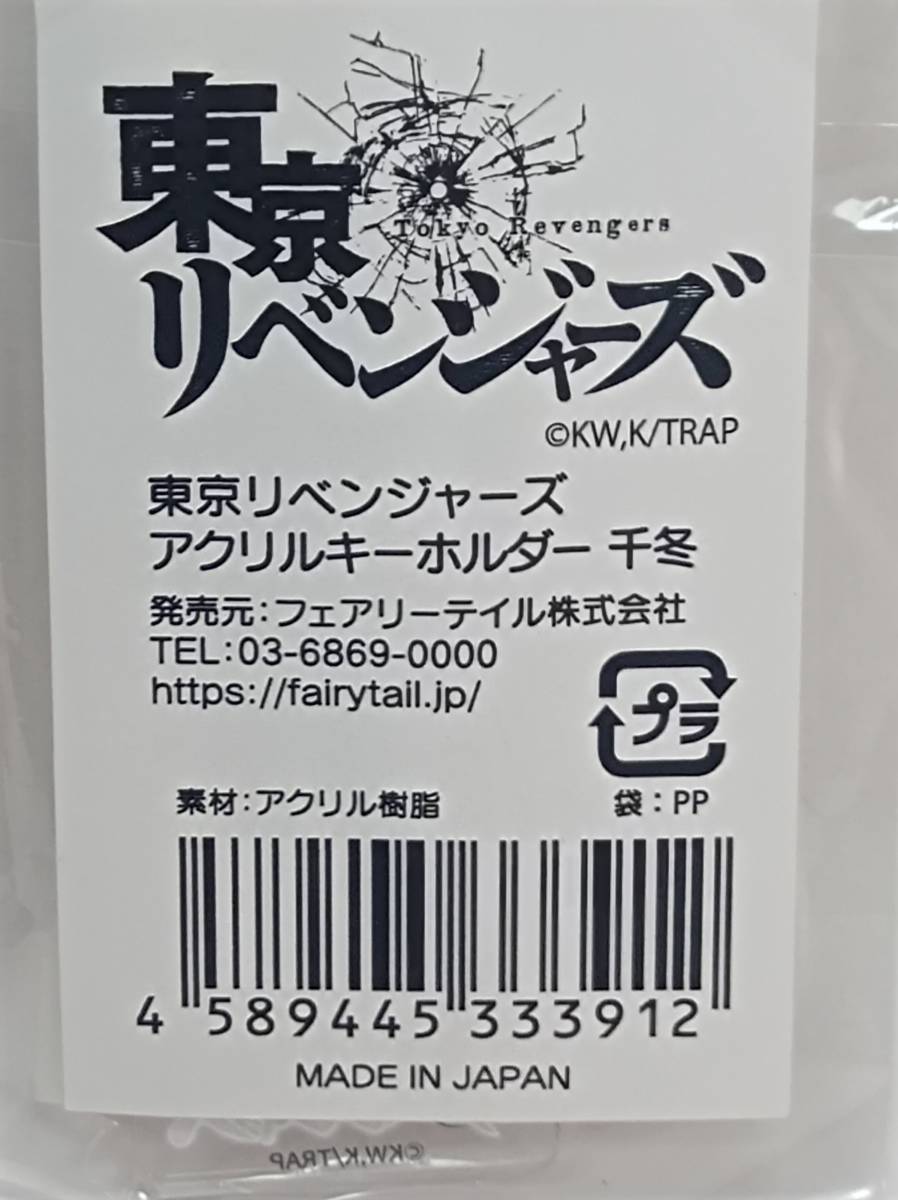 東京
Tokyo Revengers
リベンジャーズ
©KW,K/TRAP
東京リベンジャーズ
アクリルキーホルダー 千冬
発売元:フェアリーテイル株式会社
TEL:03-6869-0000
https://fairytail.jp/
プラ
素材:アクリル樹脂
袋:PP
4 589445 333912
MADE IN JAPAN
©KW,K/TRAP